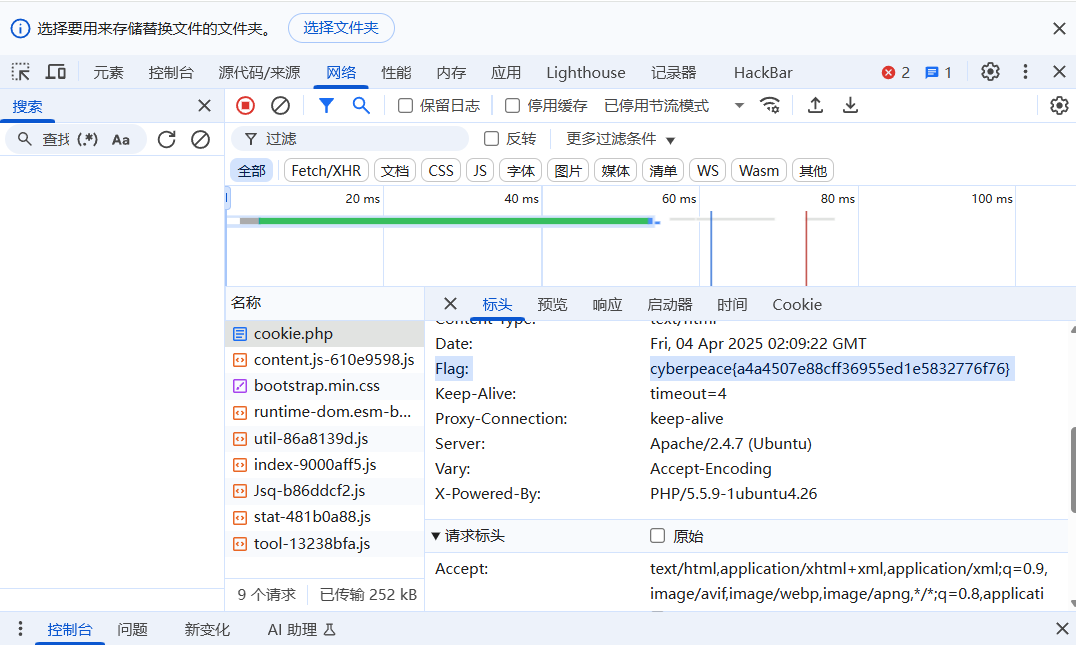 选择要用来存储替换文件的文件夹。 选择文件夹
元素 控制台 源代码/来源 网络 性能 内存 应用 Lighthouse 记录器 HackBar 2 1
搜索 保留日志 停用缓存 已停用节流模式
查找 (.*) Aa 过滤 反转 更多过滤条件
全部 Fetch/XHR 文档 CSS JS 字体 图片 媒体 清单 WS Wasm 其他
20 ms 40 ms 60 ms 80 ms 100 ms
名称 标头 预览 响应 启动器 时间 Cookie
cookie.php
content.js-610e9598.js
bootstrap.min.css
runtime-dom.esm-b...
util-86a8139d.js
index-9000aff5.js
Jsq-b86ddcf2.js
stat-481b0a88.js
tool-13238bfa.js
9 个请求 已传输 252 kB
Content-Type: text/html
Date: Fri, 04 Apr 2025 02:09:22 GMT
Flag: cyberpeace{a4a4507e88cff36955ed1e5832776f76}
Keep-Alive: timeout=4
Proxy-Connection: keep-alive
Server: Apache/2.4.7 (Ubuntu)
Vary: Accept-Encoding
X-Powered-By: PHP/5.5.9-1ubuntu4.26
请求标头 原始
Accept: text/html,application/xhtml+xml,application/xml;q=0.9,
image/avif,image/webp,image/apng,*/*;q=0.8,applicati
控制台 问题 新变化 AI 助理